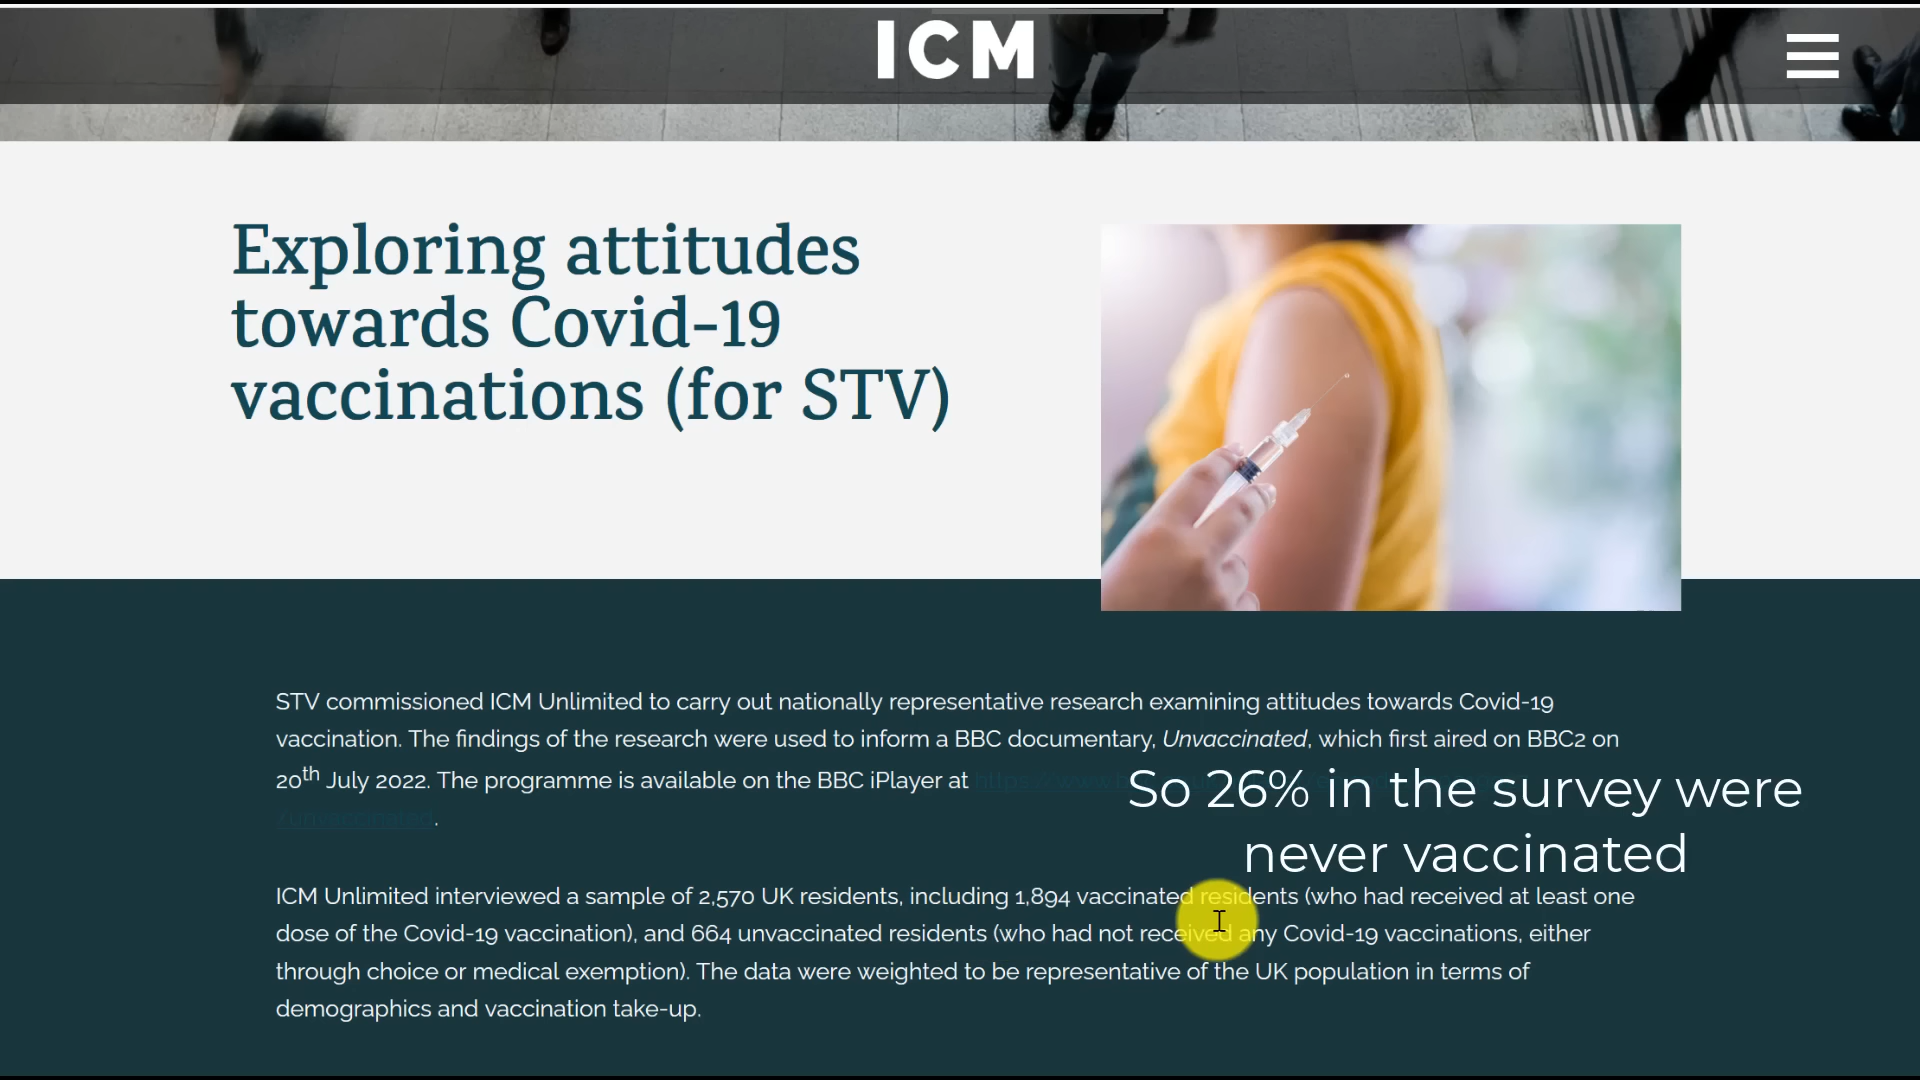 ICM
Exploring attitudes
towards Covid-19
vaccinations (for STV)
STV commissioned ICM Unlimited to carry out nationally representative research examining attitudes towards Covid-19
vaccination. The findings of the research were used to inform a BBC documentary, Unvaccinated, which first aired on BBC2 on
20th July 2022. The programme is available on the BBC iPlayer at
/unvaccinated.
So 26% in the survey were
never vaccinated
ICM Unlimited interviewed a sample of 2,570 UK residents, including 1,894 vaccinated residents (who had received at least one
dose of the Covid-19 vaccination), and 664 unvaccinated residents (who had not received any Covid-19 vaccinations, either
through choice or medical exemption). The data were weighted to be representative of the UK population in terms of
demographics and vaccination take-up.